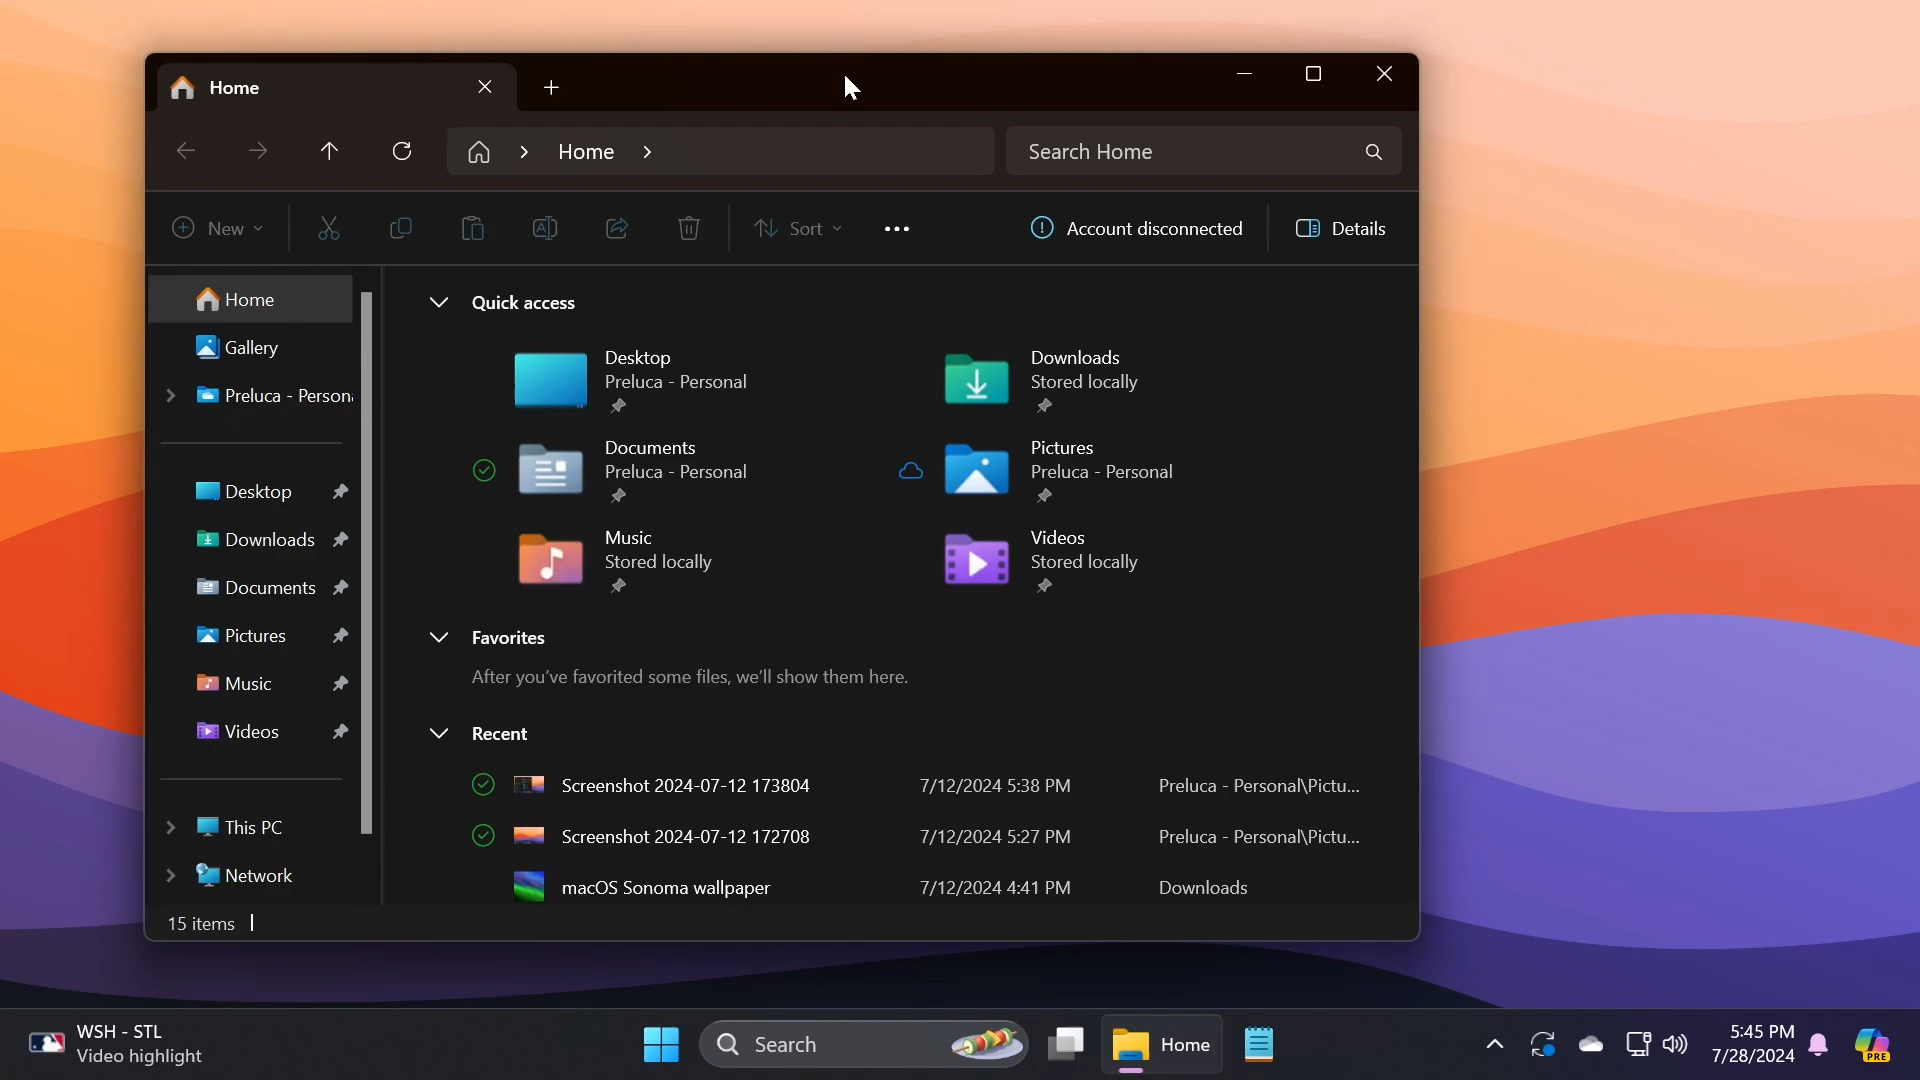 Home
Home
Search Home
New
Sort
Account disconnected
Details
Home
Gallery
Preluca - Persona
Desktop
Downloads
Documents
Pictures
Music
Videos
This PC
Network
Quick access
Desktop
Preluca - Personal
Downloads
Stored locally
Documents
Preluca - Personal
Pictures
Preluca - Personal
Music
Stored locally
Videos
Stored locally
Favorites
After you've favorited some files, we'll show them here.
Recent
Screenshot 2024-07-12 173804 7/12/2024 5:38 PM Preluca - Personal\Pictu...
Screenshot 2024-07-12 172708 7/12/2024 5:27 PM Preluca - Personal\Pictu...
macOS Sonoma wallpaper 7/12/2024 4:41 PM Downloads
15 items
WSH - STL
Video highlight
Search
Home
5:45 PM
7/28/2024
PRE